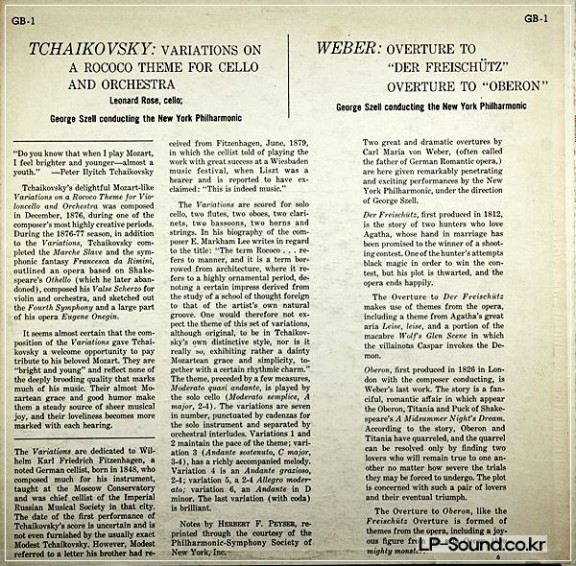 GB-1
GB-1
TCHAIKOVSKY: VARIATIONS ON
A ROCOCO THEME FOR CELLO
AND ORCHESTRA
Leonard Rose, cello;
George Szell conducting the New York Philharmonic
WEBER: OVERTURE TO
"DER FREISCHÜTZ"
OVERTURE TO "OBERON"
George Szell conducting the New York Philharmonic
"Do you know that when I play Mozart,
I feel brighter and younger—almost a
youth." —Peter Ilyitch Tchaikovsky
Tchaikovsky's delightful Mozart-like
Variations on a Rococo Theme for Vio-
loncello and Orchestra was composed
in December, 1876, during one of the
composer's most highly creative periods.
During the 1876-77 season, in addition
to the Variations, Tchaikovsky com-
pleted the Marche Slave and the sym-
phonic fantasy Francesca da Rimini,
outlined an opera based on Shake-
speare's Othello (which he later aban-
doned), composed his Valse Scherzo for
violin and orchestra, and sketched out
the Fourth Symphony and a large part
of his opera Eugene Onegin.
It seems almost certain that the com-
position of the Variations gave Tchai-
kovsky a welcome opportunity to pay
tribute to his beloved Mozart. They are
"bright and young" and reflect none of
the deeply brooding quality that marks
much of his music. Their almost Mo-
zartean grace and good humor make
them a steady source of sheer musical
joy, and their loveliness becomes more
marked with each hearing.
The Variations are dedicated to Wil-
helm Karl Friedrich Fitzenhagen, a
noted German cellist, born in 1848, who
composed much for his instrument,
taught at the Moscow Conservatory
and was chief cellist of the Imperial
Russian Musical Society in that city.
The date of the first performance of
Tchaikovsky's score is uncertain and is
not even furnished by the usually exact
Modest Tchaikovsky. However, Modest
referred to a letter his brother had re-
ceived from Fitzenhagen, June, 1879,
in which the cellist told of playing the
work with great success at a Wiesbaden
music festival, when Liszt was a
hearer and is reported to have ex-
claimed: "This is indeed music."
The Variations are scored for solo
cello, two flutes, two oboes, two clari-
nets, two bassoons, two horns and
strings. In his biography of the com-
poser E. Markham Lee writes in regard
to the title: "The term Rococo . . . re-
fers to manner, and it is a term bor-
rowed from architecture, where it re-
fers to a highly ornamental period, de-
noting a certain impress derived from
the study of a school of thought foreign
to that of the artist's own natural
groove. One would therefore not ex-
pect the theme of this set of variations,
although original, to be in Tchaikov-
sky's own distinctive style, nor is it
really so, exhibiting rather a dainty
Mozartean grace and simplicity, to-
gether with a certain rhythmic charm."
The theme, preceded by a few measures,
Moderato quasi andante, is played by
the solo cello (Moderato semplice, A
major, 2-4). The variations are seven
in number, punctuated by cadenzas for
the solo instrument and separated by
orchestral interludes. Variations 1 and
2 maintain the pace of the theme; vari-
ation 3 (Andante sostenuto, C major,
3-4), has a richly accompanied melody.
Variation 4 is an Andante grazioso,
2-4; variation 5, a 2-4 Allegro moder-
ato; variation 6, an Andante in D
minor. The last variation (with coda)
is brilliant.
Notes by HERBERT F. PEYSER, re-
printed through the courtesy of the
Philharmonic-Symphony Society of
New York, Inc.
Two great and dramatic overtures by
Carl Maria von Weber, (often called
the father of German Romantic opera,)
are here given remarkably penetrating
and exciting performances by the New
York Philharmonic, under the direction
of George Szell.
Der Freischütz, first produced in 1812,
is the story of two hunters who love
Agatha, whose hand in marriage has
been promised to the winner of a shoot-
ing contest. One of the hunter's attempts
black magic in order to win the con-
test, but his plot is thwarted, and the
opera ends happily.
The Overture to Der Freischütz
makes use of themes from the opera,
including a theme from Agatha's great
aria Leise, leise, and a portion of the
macabre Wolf's Glen Scene in which
the villainous Caspar invokes the De-
mon.
Oberon, first produced in 1826 in Lon-
don with the composer conducting, is
Weber's last work. The story is a fan-
ciful, romantic affair in which appear
the Oberon, Titania and Puck of Shake-
speare's A Midsummer Night's Dream.
According to the story, Oberon and
Titania have quarreled, and the quarrel
can be resolved only by finding two
lovers who will remain true to one an-
other no matter how severe the trials
they may be forced to undergo. The plot
is concerned with such a pair of lovers
and their eventual triumph.
The Overture to Oberon, like the
Freischütz Overture is formed of
themes from the opera, including a joy-
ous figure from
mighty
6
LP-Sound.co.kr